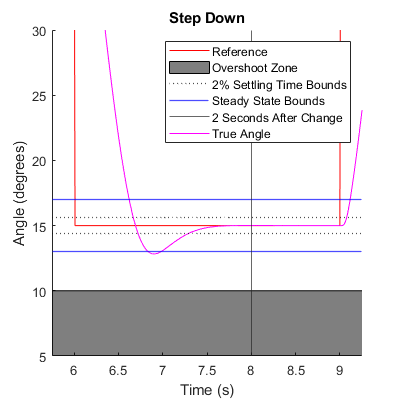 Step Down
Reference
Overshoot Zone
2% Settling Time Bounds
Steady State Bounds
2 Seconds After Change
True Angle
Angle (degrees)
30
25
20
15
10
5
6 6.5 7 7.5 8 8.5 9
Time (s)